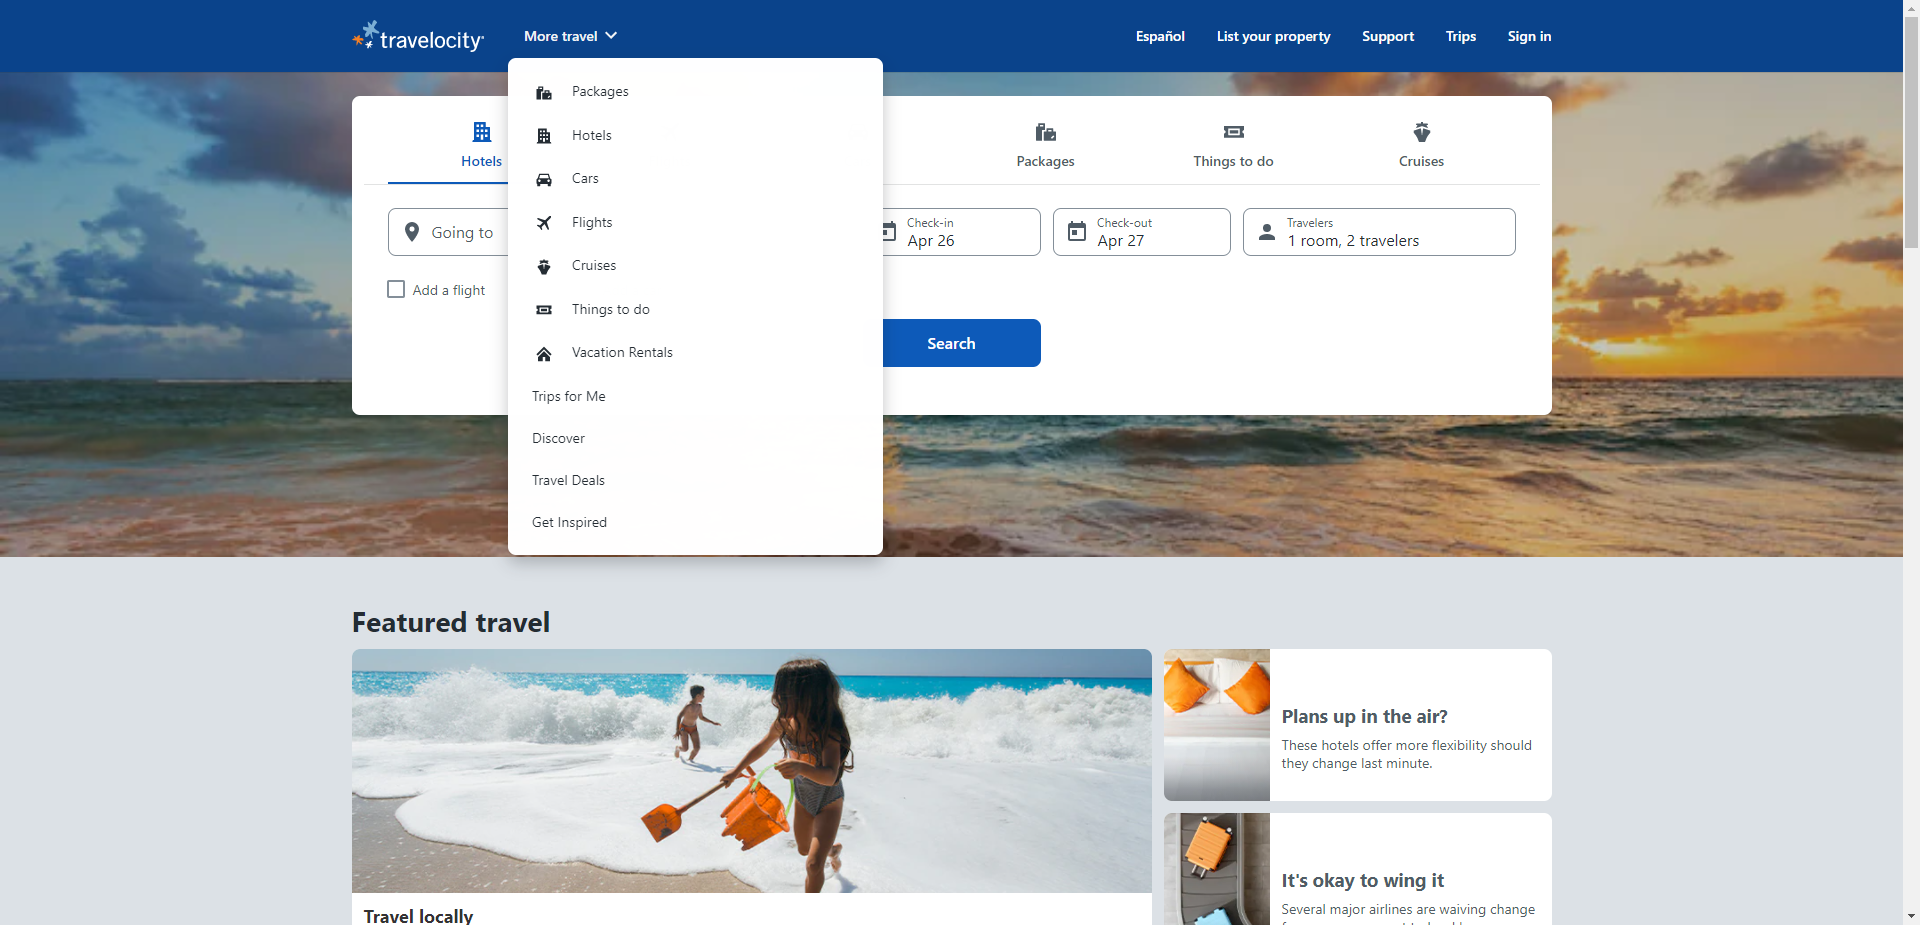 travelocity
More travel
Español
List your property
Support
Trips
Sign in
Packages
Hotels
Cars
Flights
Cruises
Things to do
Vacation Rentals
Trips for Me
Discover
Travel Deals
Get Inspired
Hotels
Packages
Things to do
Cruises
Going to
Check-in
Apr 26
Check-out
Apr 27
Travelers
1 room, 2 travelers
Add a flight
Search
Featured travel
Travel locally
Plans up in the air?
These hotels offer more flexibility should
they change last minute.
It's okay to wing it
Several major airlines are waiving change